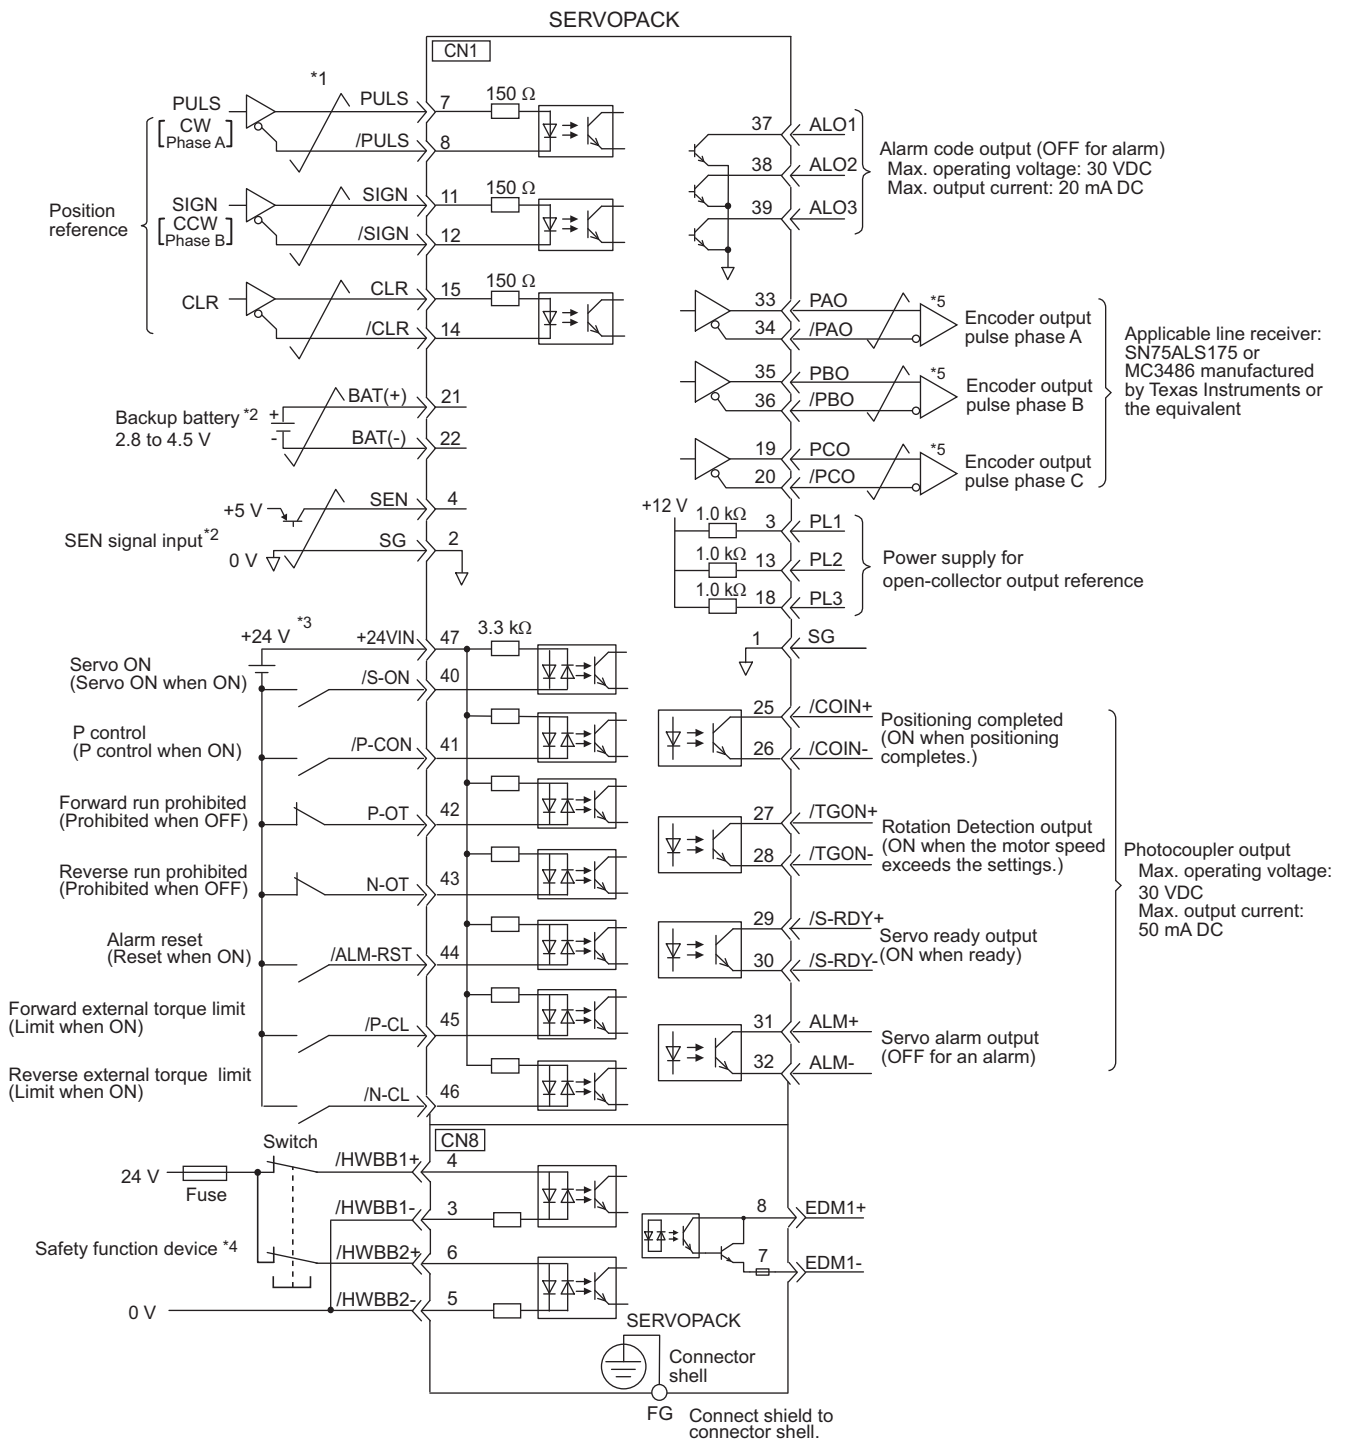 SERVOPACK
CN1
*1
PULS
CW
Phase A
PULS
7
150 Ω
/PULS
8
Position
reference
SIGN
CCW
Phase B
SIGN
11
150 Ω
/SIGN
12
CLR
CLR
15
150 Ω
/CLR
14
Backup battery *2
2.8 to 4.5 V
+
-
BAT(+)
21
BAT(-)
22
SEN signal input*2
+5 V
SEN
4
0 V
SG
2
+24 V *3
+24VIN
47
3.3 kΩ
Servo ON
(Servo ON when ON)
/S-ON
40
P control
(P control when ON)
/P-CON
41
Forward run prohibited
(Prohibited when OFF)
P-OT
42
Reverse run prohibited
(Prohibited when OFF)
N-OT
43
Alarm reset
(Reset when ON)
/ALM-RST
44
Forward external torque limit
(Limit when ON)
/P-CL
45
Reverse external torque limit
(Limit when ON)
/N-CL
46
37
ALO1
38
ALO2
39
ALO3
Alarm code output (OFF for alarm)
Max. operating voltage: 30 VDC
Max. output current: 20 mA DC
33
PAO
34
/PAO
*5
Encoder output
pulse phase A
35
PBO
36
/PBO
*5
Encoder output
pulse phase B
19
PCO
20
/PCO
*5
Encoder output
pulse phase C
Applicable line receiver:
SN75ALS175 or
MC3486 manufactured
by Texas Instruments or
the equivalent
+12 V
1.0 kΩ
3
PL1
1.0 kΩ
13
PL2
1.0 kΩ
18
PL3
Power supply for
open-collector output reference
1
SG
25
/COIN+
26
/COIN-
Positioning completed
(ON when positioning
completes.)
27
/TGON+
28
/TGON-
Rotation Detection output
(ON when the motor speed
exceeds the settings.)
29
/S-RDY+
30
/S-RDY-
Servo ready output
(ON when ready)
31
ALM+
32
ALM-
Servo alarm output
(OFF for an alarm)
Photocoupler output
Max. operating voltage:
30 VDC
Max. output current:
50 mA DC
CN8
Switch
24 V
Fuse
/HWBB1+
4
/HWBB1-
3
Safety function device *4
/HWBB2+
6
/HWBB2-
5
0 V
8
EDM1+
7
EDM1-
SERVOPACK
Connector
shell
FG
Connect shield to
connector shell.